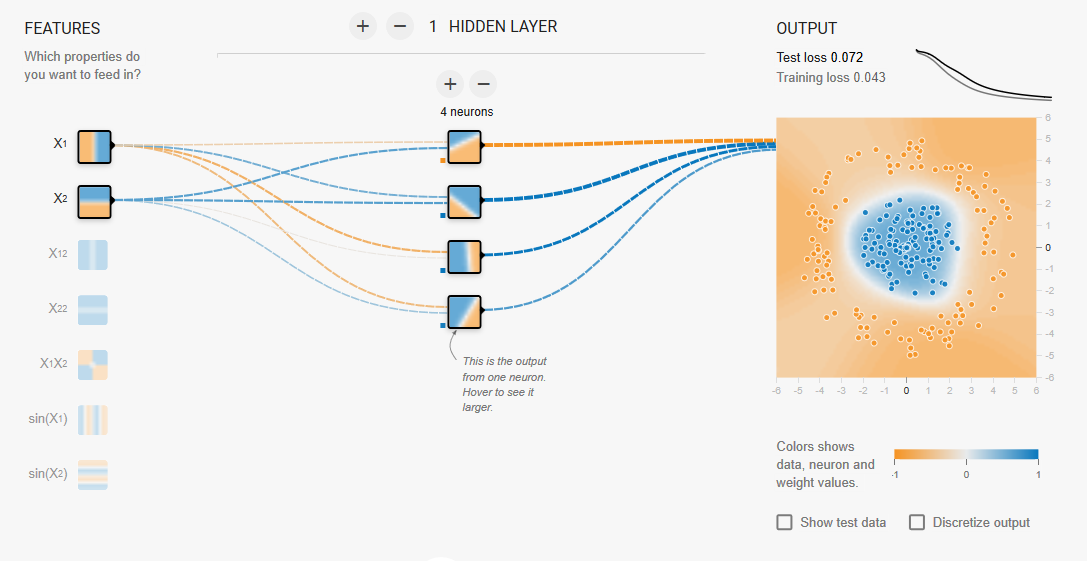 FEATURES
Which properties do
you want to feed in?
+ − 1 HIDDEN LAYER
+ −
4 neurons
OUTPUT
Test loss 0.072
Training loss 0.043
X1
X2
X12
X22
X1X2
sin(X1)
sin(X2)
This is the output
from one neuron.
Hover to see it
larger.
6
5
4
3
2
1
0
-1
-2
-3
-4
-5
-6
-6 -5 -4 -3 -2 -1 0 1 2 3 4 5 6
Colors shows
data, neuron and
weight values.
-1 0 1
Show test data
Discretize output